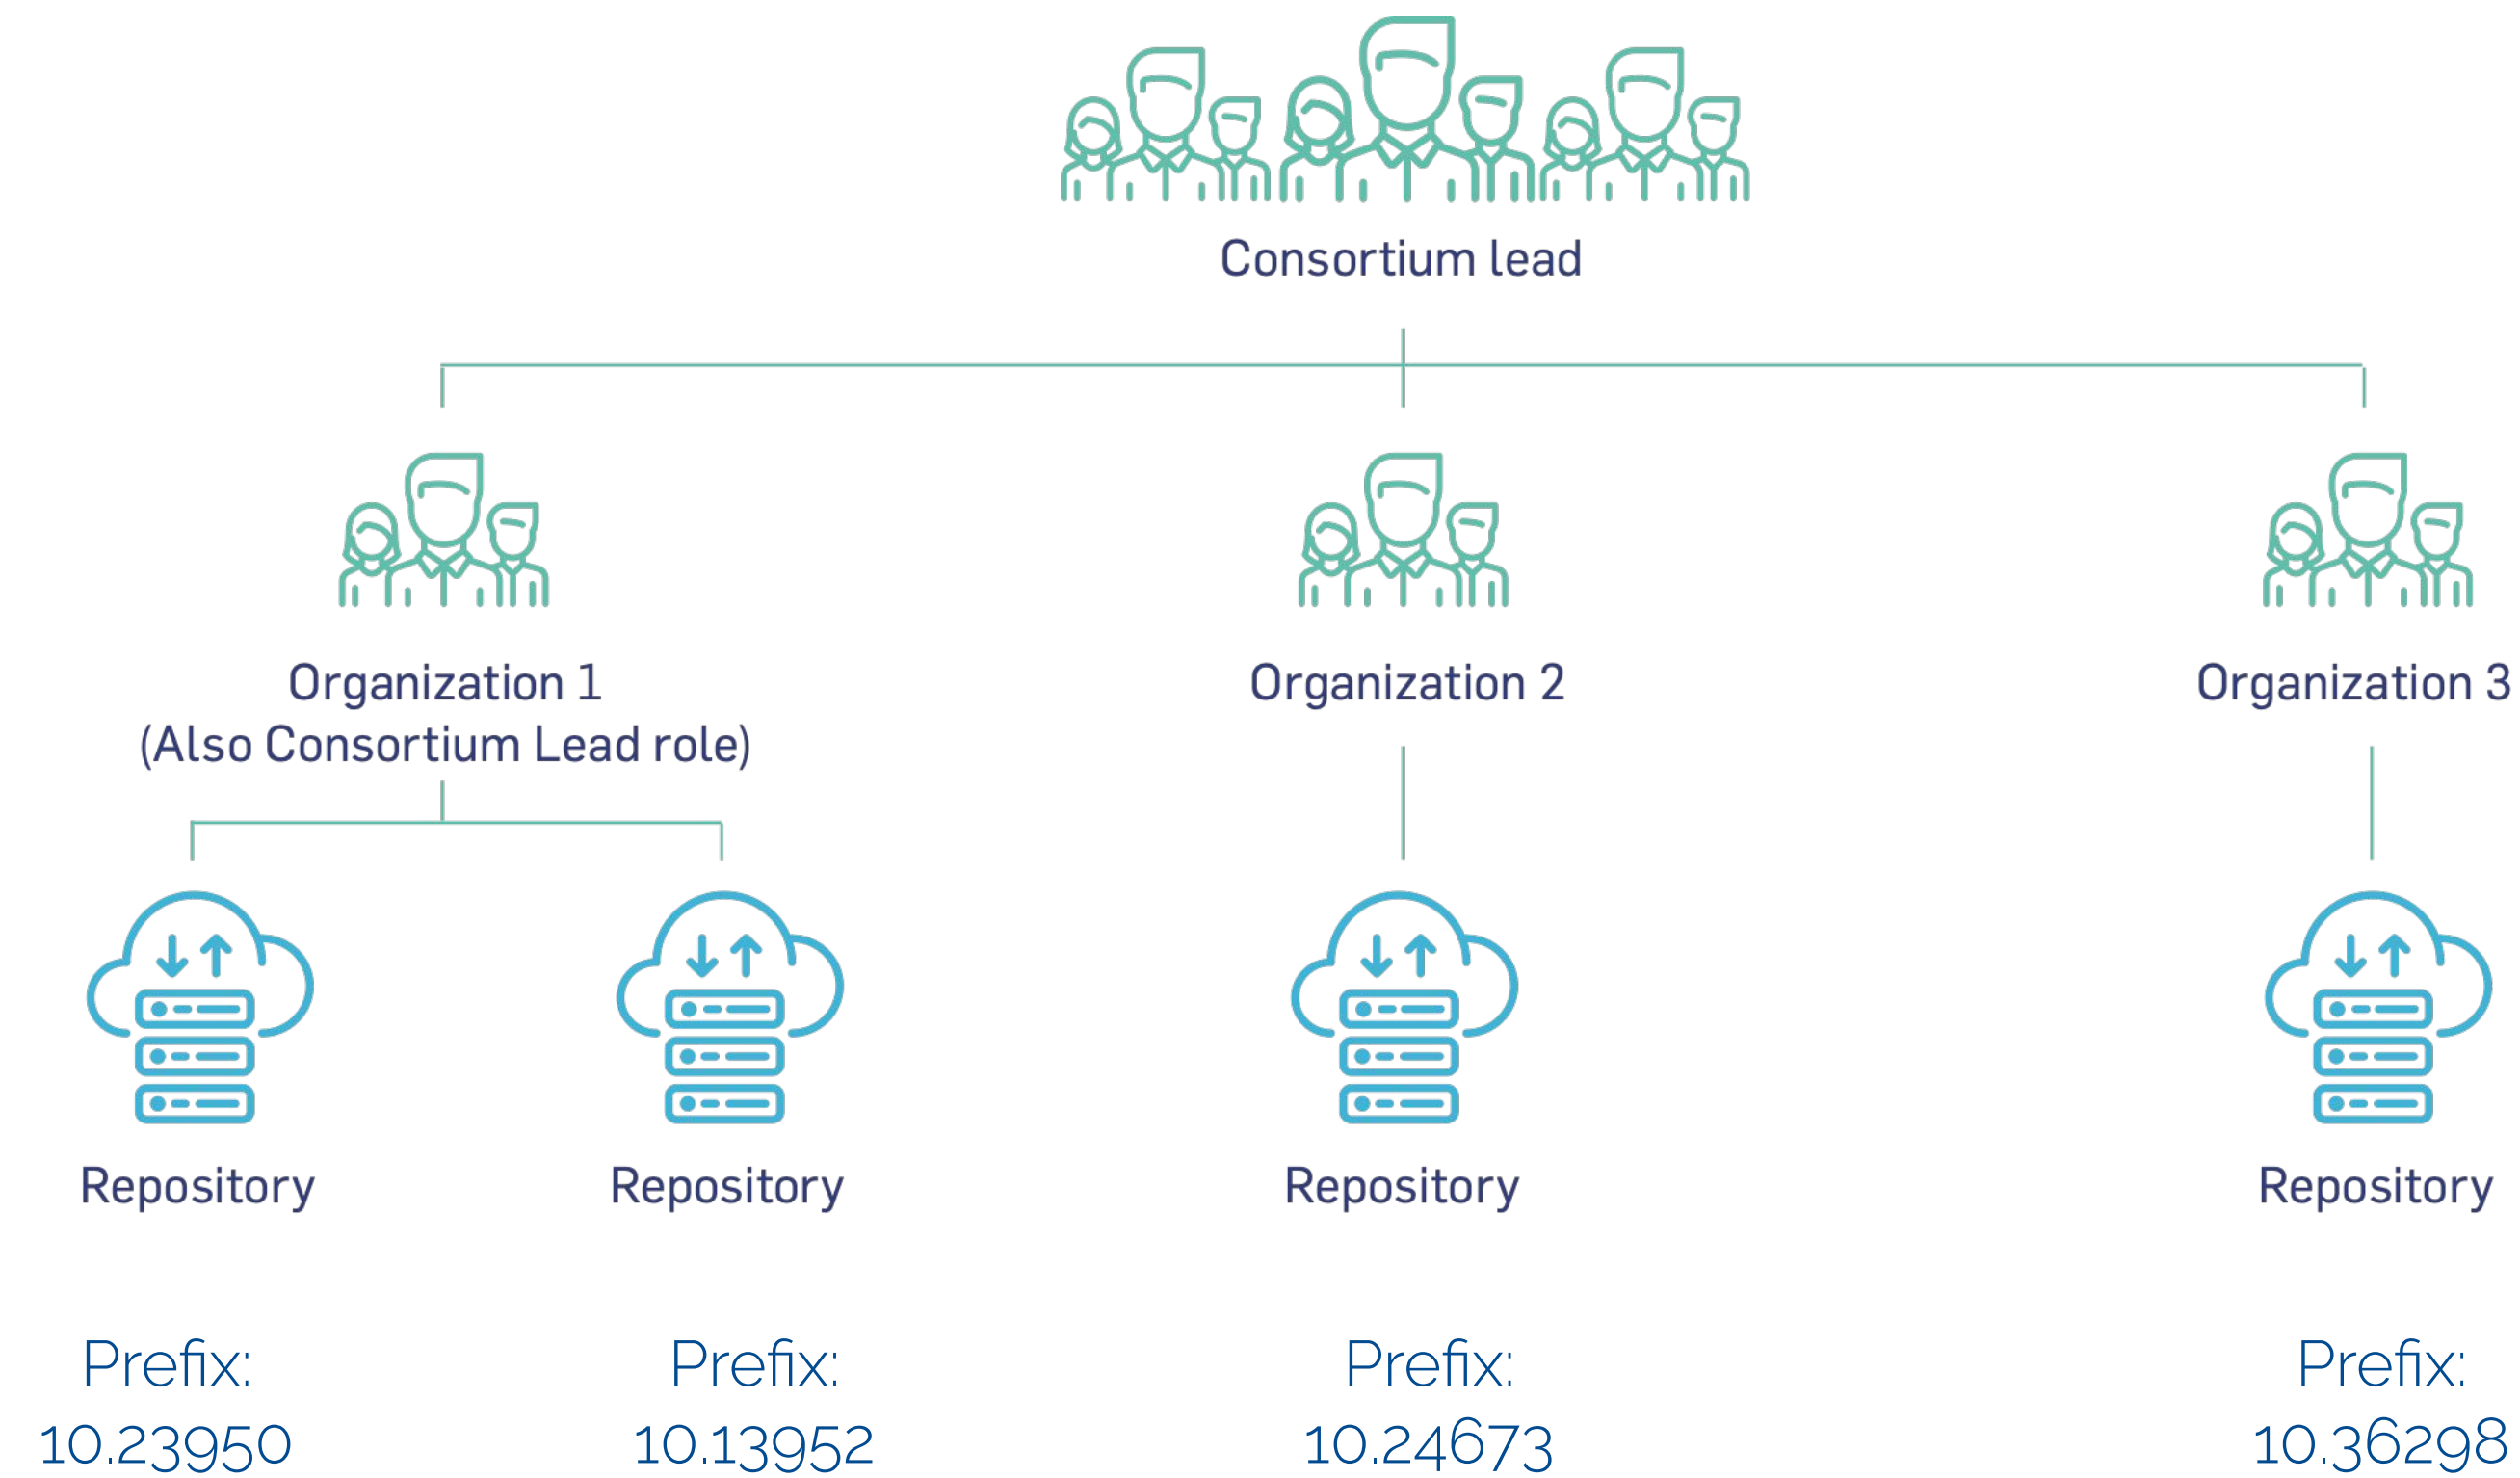 Consortium lead
Organization 1
(Also Consortium Lead role)
Organization 2
Organization 3
Repository
Repository
Repository
Repository
Prefix:
10.23950
Prefix:
10.13952
Prefix:
10.24673
Prefix:
10.36298